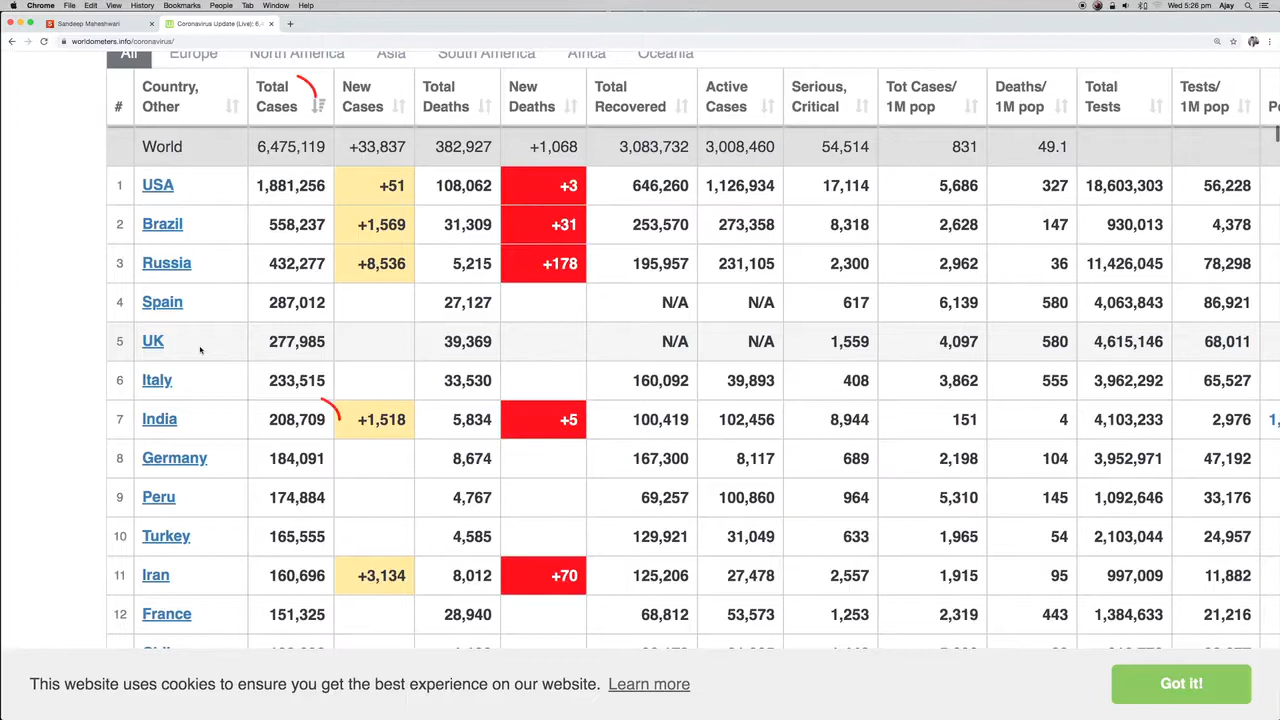 Chrome File Edit View History Bookmarks People Tab Window Help Wed 5:26 pm Ajay
Sandeep Maheshwari Coronavirus Update (Live): 6,4
worldometers.info/coronavirus/
All Europe North America Asia South America Africa Oceania
# Country, Other Total Cases New Cases Total Deaths New Deaths Total Recovered Active Cases Serious, Critical Tot Cases/ 1M pop Deaths/ 1M pop Total Tests Tests/ 1M pop
World 6,475,119 +33,837 382,927 +1,068 3,083,732 3,008,460 54,514 831 49.1
1 USA 1,881,256 +51 108,062 +3 646,260 1,126,934 17,114 5,686 327 18,603,303 56,228
2 Brazil 558,237 +1,569 31,309 +31 253,570 273,358 8,318 2,628 147 930,013 4,378
3 Russia 432,277 +8,536 5,215 +178 195,957 231,105 2,300 2,962 36 11,426,045 78,298
4 Spain 287,012 27,127 N/A N/A 617 6,139 580 4,063,843 86,921
5 UK 277,985 39,369 N/A N/A 1,559 4,097 580 4,615,146 68,011
6 Italy 233,515 33,530 160,092 39,893 408 3,862 555 3,962,292 65,527
7 India 208,709 +1,518 5,834 +5 100,419 102,456 8,944 151 4 4,103,233 2,976 1,
8 Germany 184,091 8,674 167,300 8,117 689 2,198 104 3,952,971 47,192
9 Peru 174,884 4,767 69,257 100,860 964 5,310 145 1,092,646 33,176
10 Turkey 165,555 4,585 129,921 31,049 633 1,965 54 2,103,044 24,957
11 Iran 160,696 +3,134 8,012 +70 125,206 27,478 2,557 1,915 95 997,009 11,882
12 France 151,325 28,940 68,812 53,573 1,253 2,319 443 1,384,633 21,216
This website uses cookies to ensure you get the best experience on our website. Learn more Got it!